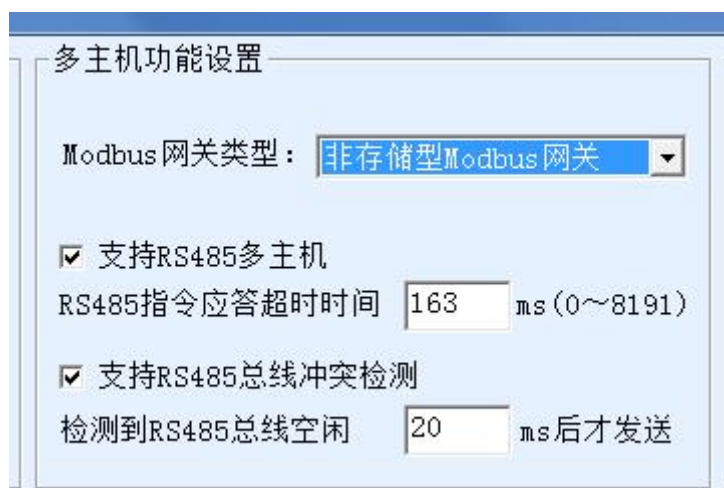 多主机功能设置
Modbus网关类型：非存储型Modbus网关
支持RS485多主机
RS485指令应答超时时间 163 ms(0～8191)
支持RS485总线冲突检测
检测到RS485总线空闲 20 ms后才发送